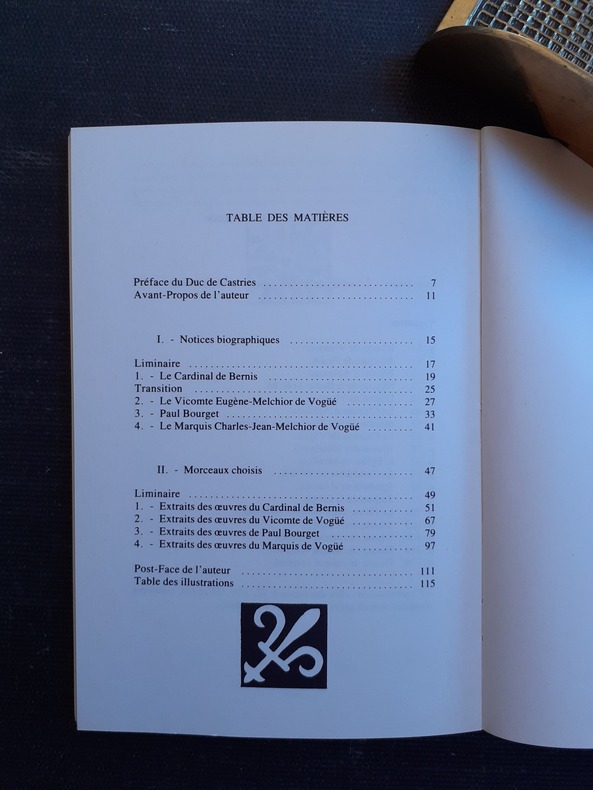 TABLE DES MATIÈRES
Préface du Duc de Castries ........................ 7
Avant-Propos de l'auteur ........................ 11
I. - Notices biographiques ........................ 15
Liminaire ........................ 17
1. - Le Cardinal de Bernis ........................ 19
Transition ........................ 25
2. - Le Vicomte Eugène-Melchior de Vogüé ............ 27
3. - Paul Bourget ........................ 33
4. - Le Marquis Charles-Jean-Melchior de Vogüé ........ 41
II. - Morceaux choisis ........................ 47
Liminaire ........................ 49
1. - Extraits des œuvres du Cardinal de Bernis ........ 51
2. - Extraits des œuvres du Vicomte de Vogüé ........ 67
3. - Extraits des œuvres de Paul Bourget ............ 79
4. - Extraits des œuvres du Marquis de Vogüé ........ 97
Post-Face de l'auteur ........................ 111
Table des illustrations ........................ 115